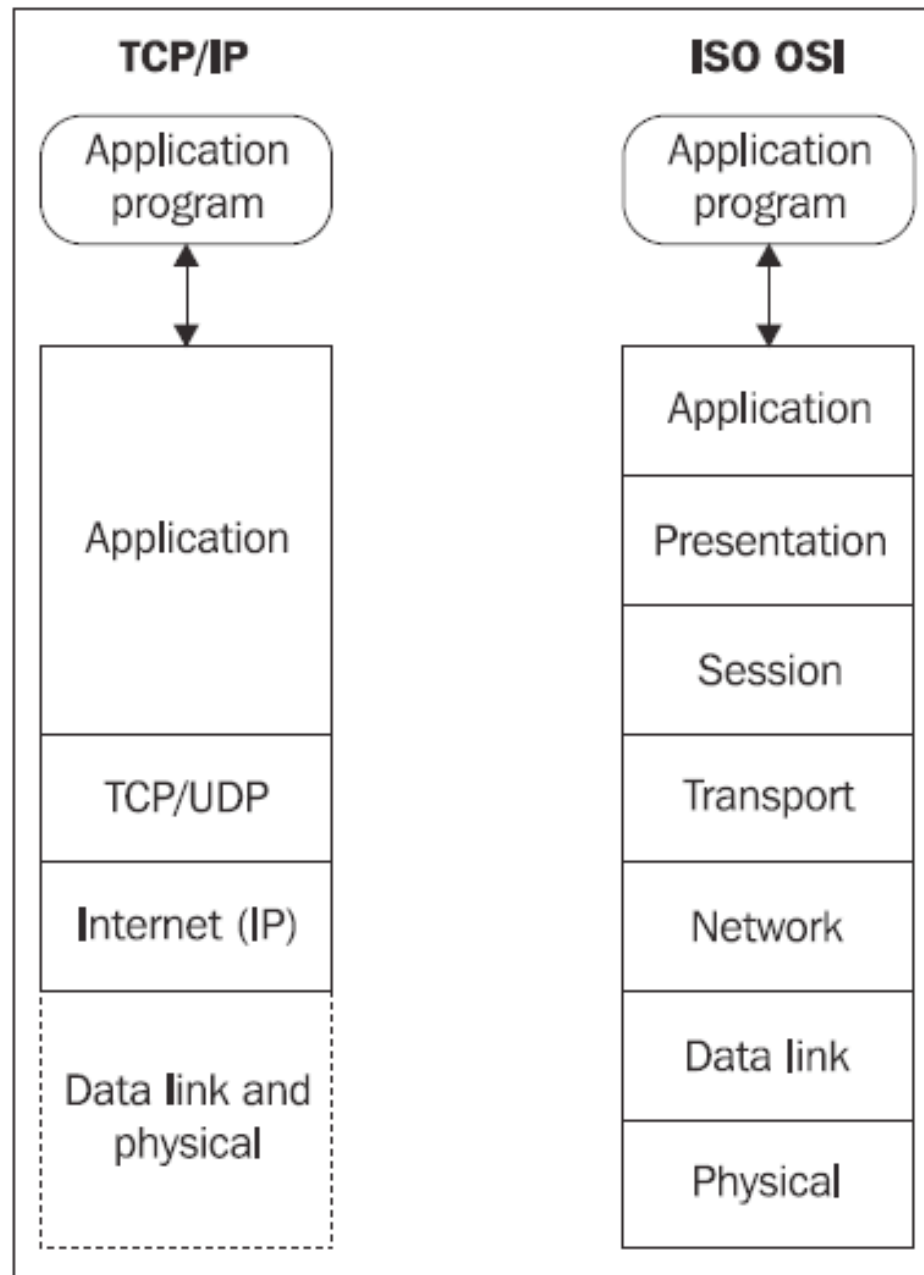 TCP/IP
Application
program
Application
TCP/UDP
Internet (IP)
Data link and
physical
ISO OSI
Application
program
Application
Presentation
Session
Transport
Network
Data link
Physical